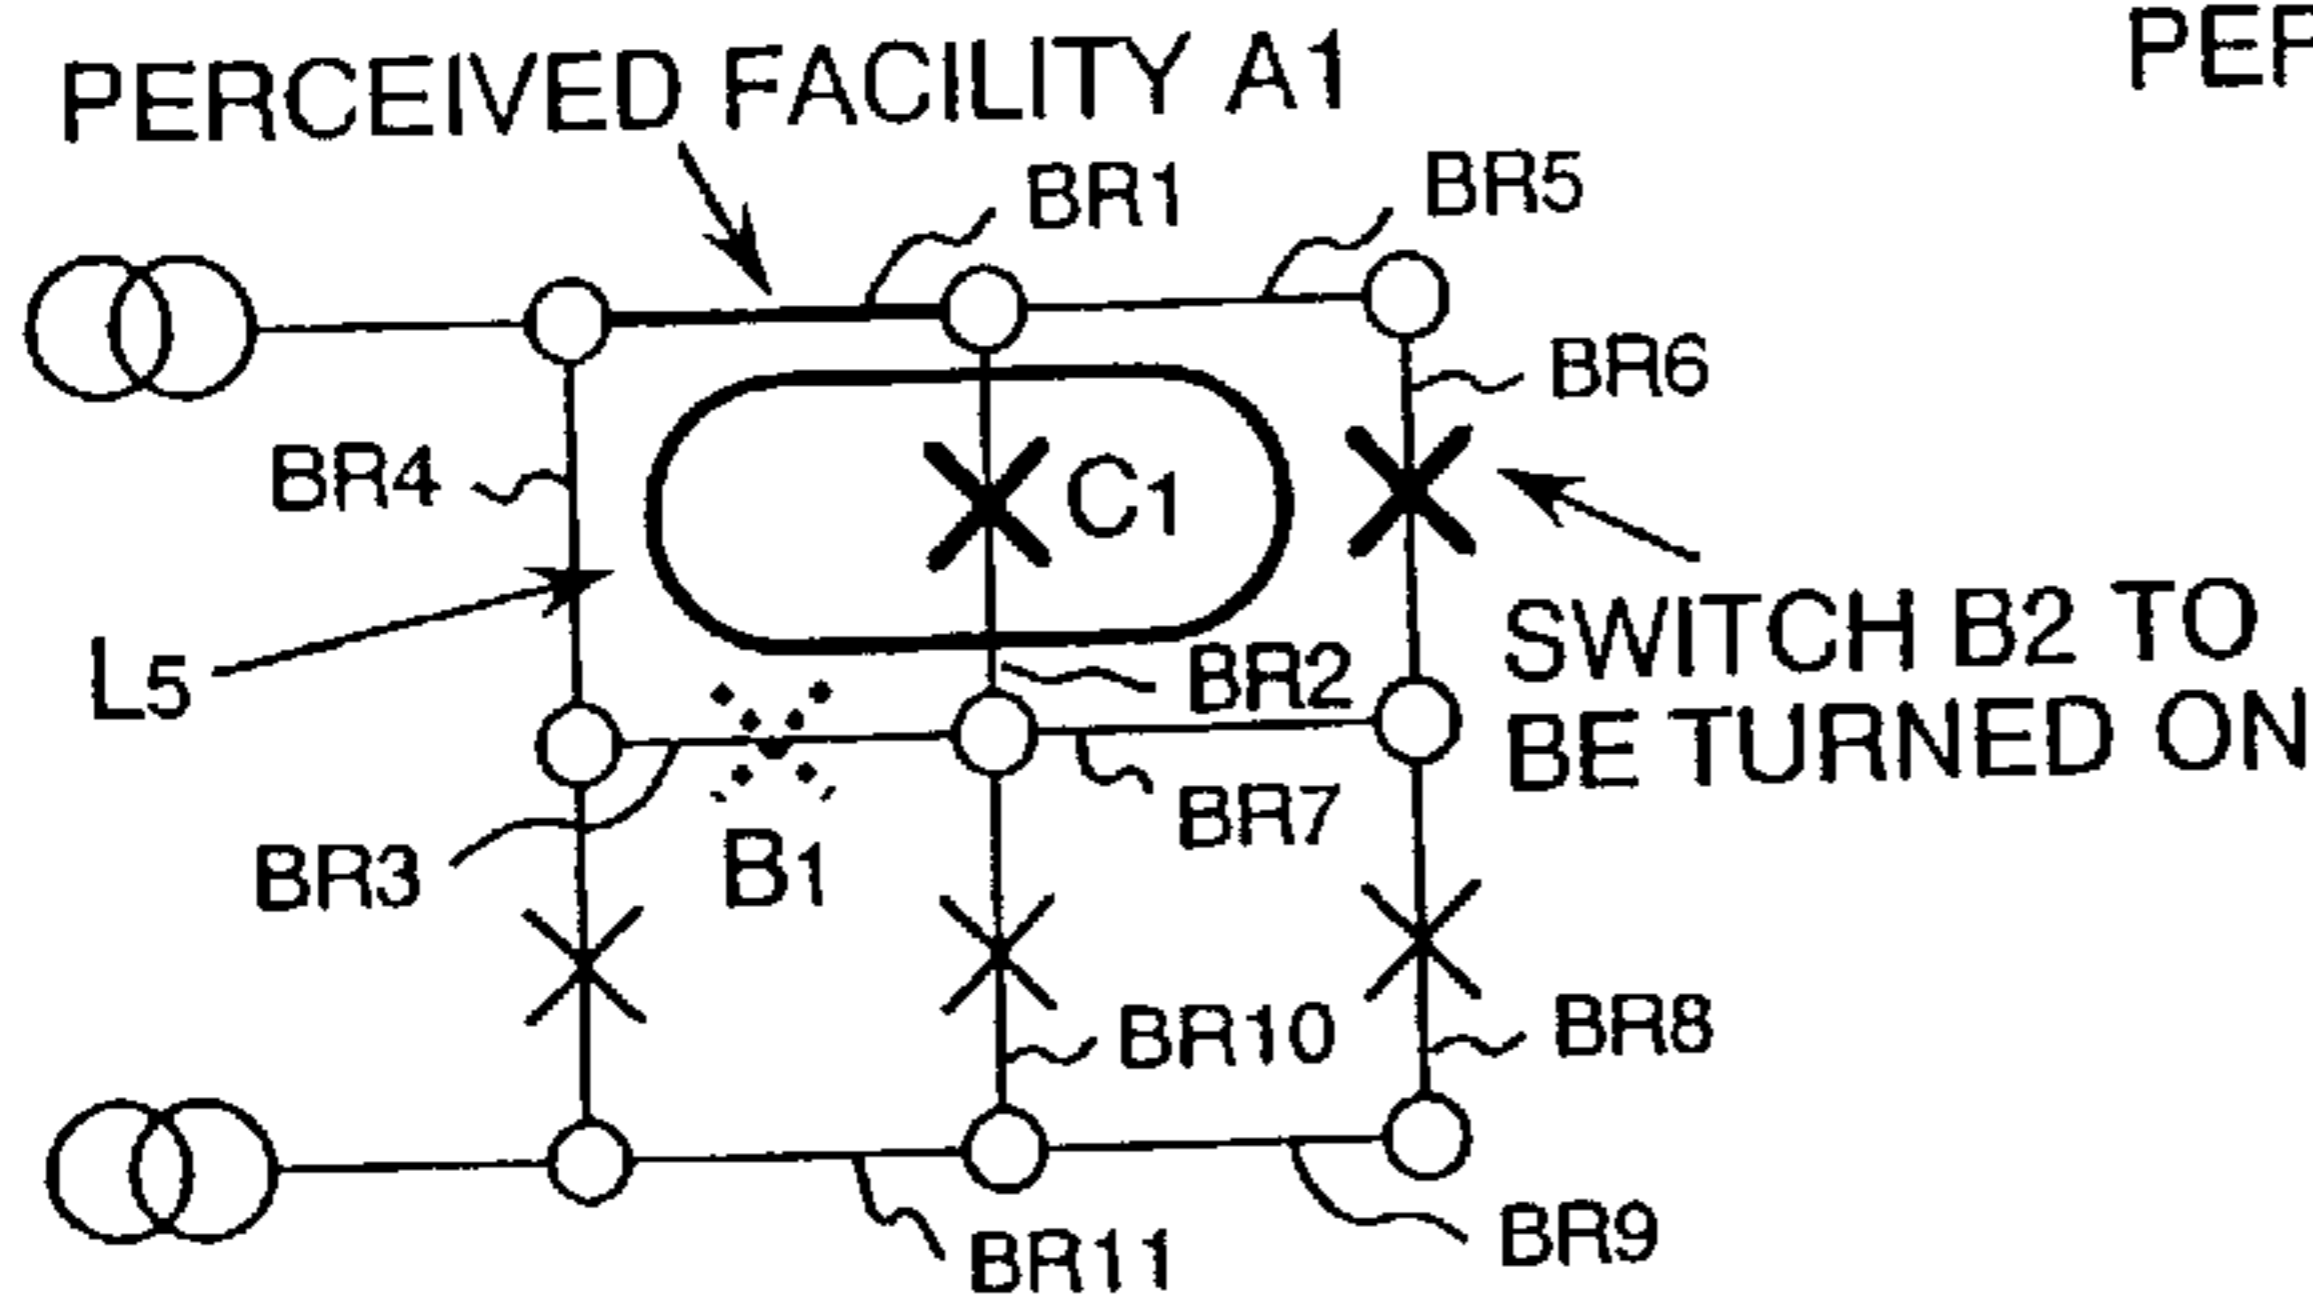 PERCEIVED FACILITY A1
PER
BR1
BR5
BR6
BR4
C1
L5
BR2
SWITCH B2 TO
BE TURNED ON
BR7
BR3
B1
BR10
BR8
BR11
BR9